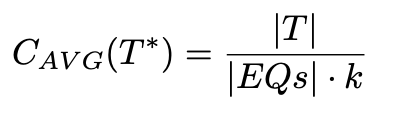 C_{AVG}(T^*) = \frac{|T|}{|EQs| \cdot k}